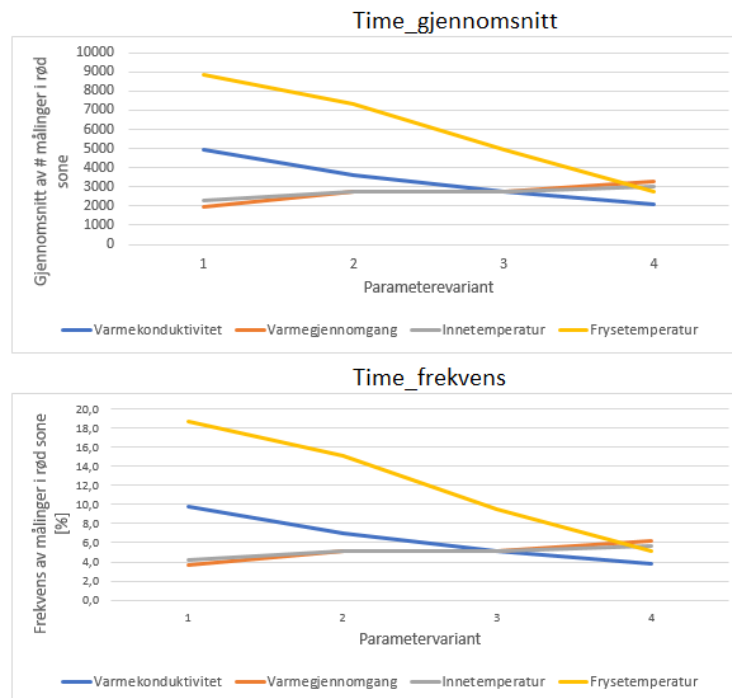 Time_gjennomsnitt
Gjennomsnitt av # målinger i rød
sone
10000
9000
8000
7000
6000
5000
4000
3000
2000
1000
0
1 2 3 4
Parameterevariant
Varmekonduktivitet Varmegjennomgang Innetemperatur Frysetemperatur
Time_frekvens
Frekvens av målinger i rød sone
[%]
20,0
18,0
16,0
14,0
12,0
10,0
8,0
6,0
4,0
2,0
0,0
1 2 3 4
Parametervariant
Varmekonduktivitet Varmegjennomgang Innetemperatur Frysetemperatur